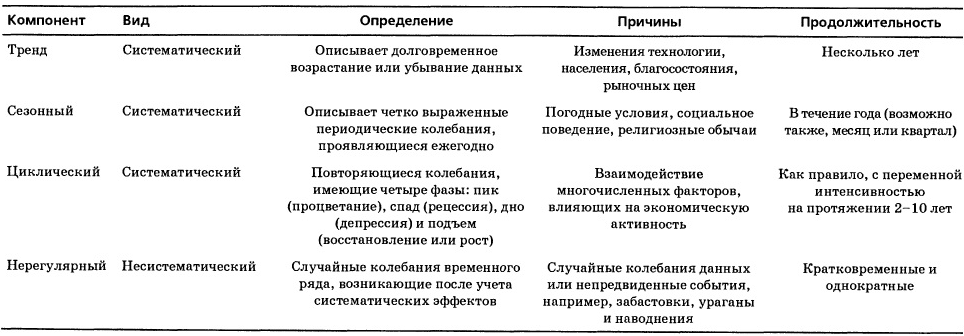 Компонент Вид Определение Причины Продолжительность
Тренд Систематический Описывает долговременное Изменения технологии, Несколько лет
возрастание или убывание данных населения, благосостояния,
рыночных цен
Сезонный Систематический Описывает четко выраженные Погодные условия, социальное В течение года (возможно
периодические колебания, поведение, религиозные обычаи также, месяц или квартал)
проявляющиеся ежегодно
Циклический Систематический Повторяющиеся колебания, Взаимодействие Как правило, с переменной
имеющие четыре фазы: пик многочисленных факторов, интенсивностью
(процветание), спад (рецессия), дно влияющих на экономическую на протяжении 2–10 лет
(депрессия) и подъем активность
(восстановление или рост)
Нерегулярный Несистематический Случайные колебания временного Случайные колебания данных Кратковременные и
ряда, возникающие после учета или непредвиденные события, однократные
систематических эффектов например, забастовки, ураганы
и наводнения